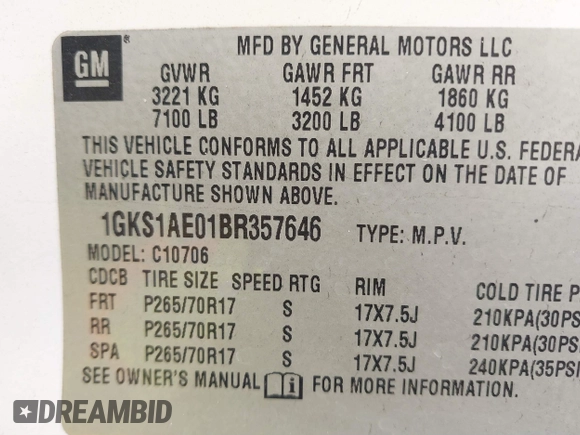 GM
MFD BY GENERAL MOTORS LLC
GVWR GAWR FRT GAWR RR
3221 KG 1452 KG 1860 KG
7100 LB 3200 LB 4100 LB
THIS VEHICLE CONFORMS TO ALL APPLICABLE U.S. FEDERA
VEHICLE SAFETY STANDARDS IN EFFECT ON THE DATE OF
MANUFACTURE SHOWN ABOVE.
1GKS1AE01BR357646 TYPE: M.P.V.
MODEL: C10706
CDCB TIRE SIZE SPEED RTG RIM COLD TIRE P
FRT P265/70R17 S 17X7.5J 210KPA(30PS
RR P265/70R17 S 17X7.5J 210KPA(30PS
SPA P265/70R17 S 17X7.5J 240KPA(35PSI
SEE OWNER'S MANUAL i FOR MORE INFORMATION.
DREAMBID